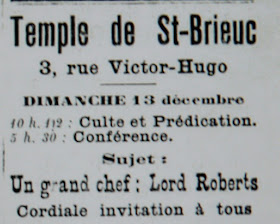 Temple de St-Brieuc
3, rue Victor-Hugo
DIMANCHE 13 décembre
10 h. 1/2 : Culte et Prédication.
5 h. 30 : Conférence.
Sujet :
Un grand chef : Lord Roberts
Cordiale invitation à tous